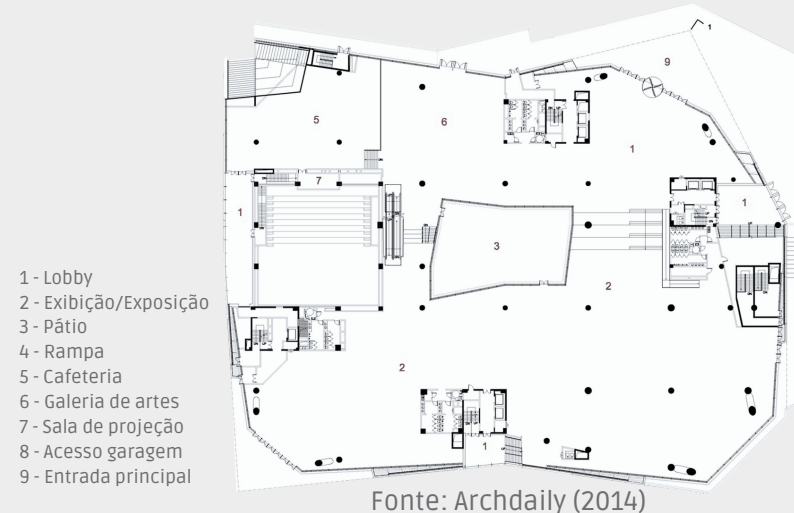 1
9
5
6
1
7
1
1
3
2
2
1
1 - Lobby
2 - Exibição/Exposição
3 - Pátio
4 - Rampa
5 - Cafeteria
6 - Galeria de artes
7 - Sala de projeção
8 - Acesso garagem
9 - Entrada principal
Fonte: Archdaily (2014)